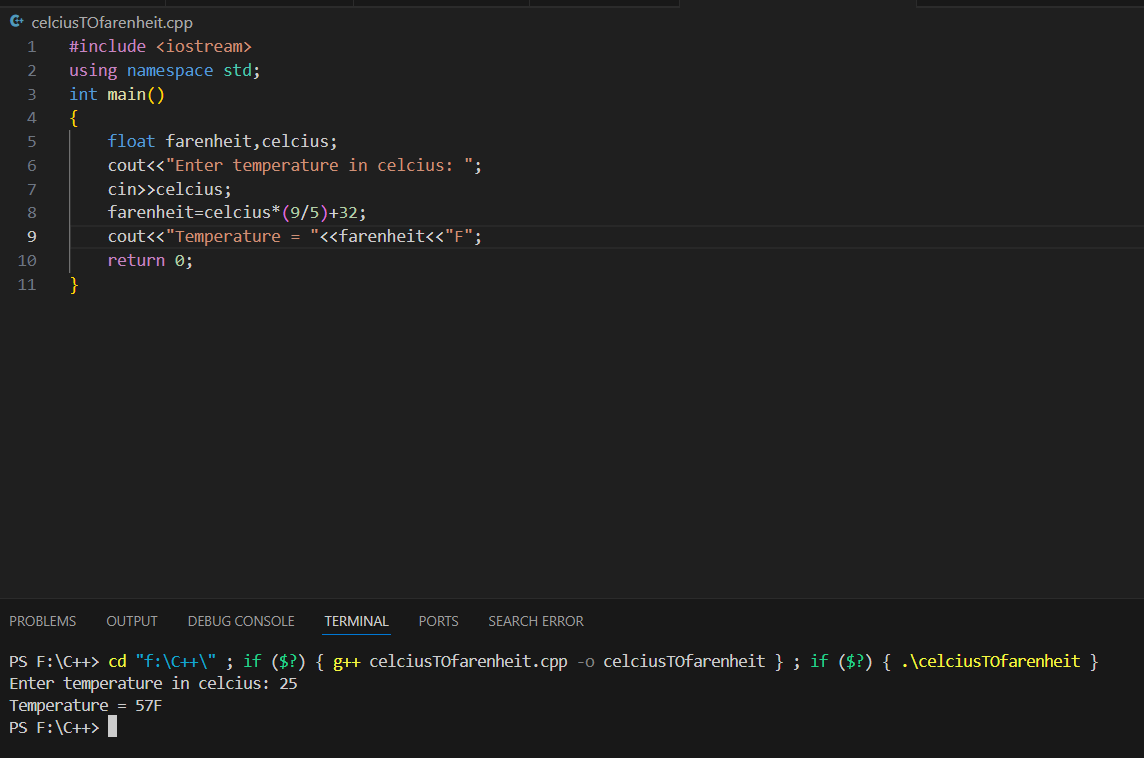 celciusTOfarenheit.cpp
1 #include <iostream>
2 using namespace std;
3 int main()
4 {
5 float farenheit,celcius;
6 cout<<"Enter temperature in celcius: ";
7 cin>>celcius;
8 farenheit=celcius*(9/5)+32;
9 cout<<"Temperature = "<<farenheit<<"F";
10 return 0;
11 }
PROBLEMS OUTPUT DEBUG CONSOLE TERMINAL PORTS SEARCH ERROR
PS F:\C++> cd "f:\C++\" ; if ($?) { g++ celciusTOfarenheit.cpp -o celciusTOfarenheit } ; if ($?) { .\celciusTOfarenheit }
Enter temperature in celcius: 25
Temperature = 57F
PS F:\C++>